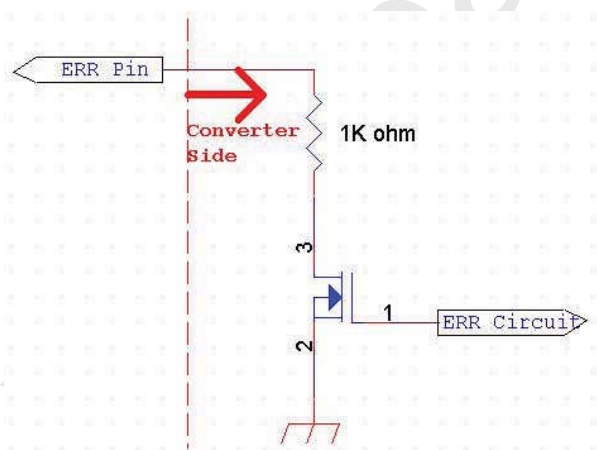 ERR Pin
Converter
Side
1K ohm
3
1
ERR Circuit
2